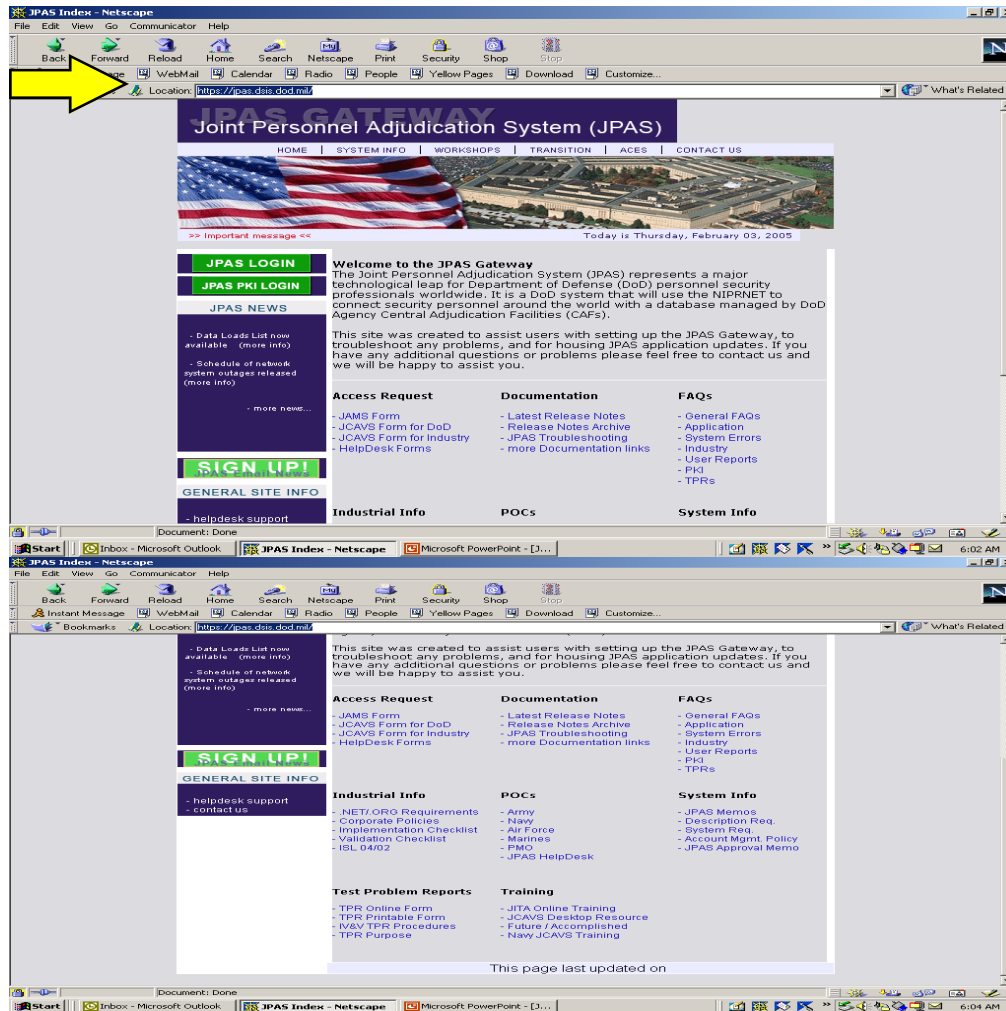 JPAS Index - Netscape
File Edit View Go Communicator Help
Back Forward Reload Home Search Netscape Print Security Shop Stop
WebMail Calendar Radio People Yellow Pages Download Customize...
Location: https://jpas.dsis.dod.mil/ What's Related
JPAS GATEWAY
Joint Personnel Adjudication System (JPAS)
HOME | SYSTEM INFO | WORKSHOPS | TRANSITION | ACES | CONTACT US
>> Important message << Today is Thursday, February 03, 2005
JPAS LOGIN
JPAS PKI LOGIN
JPAS NEWS
- Data Loads List now
available (more info)
- Schedule of network
system outages released
(more info)
- more news...
SIGN UP!
JPAS Email News
GENERAL SITE INFO
- helpdesk support
Welcome to the JPAS Gateway
The Joint Personnel Adjudication System (JPAS) represents a major
technological leap for Department of Defense (DoD) personnel security
professionals worldwide. It is a DoD system that will use the NIPRNET to
connect security personnel around the world with a database managed by DoD
Agency Central Adjudication Facilities (CAFs).
This site was created to assist users with setting up the JPAS Gateway, to
troubleshoot any problems, and for housing JPAS application updates. If you
have any additional questions or problems please feel free to contact us and
we will be happy to assist you.
Access Request
- JAMS Form
- JCAVS Form for DoD
- JCAVS Form for Industry
- HelpDesk Forms
Documentation
- Latest Release Notes
- Release Notes Archive
- JPAS Troubleshooting
- more Documentation links
FAQs
- General FAQs
- Application
- System Errors
- Industry
- User Reports
- PKI
- TPRs
Industrial Info POCs System Info
Document: Done
Start Inbox - Microsoft Outlook JPAS Index - Netscape Microsoft PowerPoint - [J... 6:02 AM
JPAS Index - Netscape
File Edit View Go Communicator Help
Back Forward Reload Home Search Netscape Print Security Shop Stop
Instant Message WebMail Calendar Radio People Yellow Pages Download Customize...
Bookmarks Location: https://jpas.dsis.dod.mil/ What's Related
- Data Loads List now
available (more info)
- Schedule of network
system outages released
(more info)
- more news...
SIGN UP!
JPAS Email News
GENERAL SITE INFO
- helpdesk support
- contact us
This site was created to assist users with setting up the JPAS Gateway, to
troubleshoot any problems, and for housing JPAS application updates. If you
have any additional questions or problems please feel free to contact us and
we will be happy to assist you.
Access Request
- JAMS Form
- JCAVS Form for DoD
- JCAVS Form for Industry
- HelpDesk Forms
Documentation
- Latest Release Notes
- Release Notes Archive
- JPAS Troubleshooting
- more Documentation links
FAQs
- General FAQs
- Application
- System Errors
- Industry
- User Reports
- PKI
- TPRs
Industrial Info
- .NET/.ORG Requirements
- Corporate Policies
- Implementation Checklist
- Validation Checklist
- ISL 04/02
POCs
- Army
- Navy
- Air Force
- Marines
- PMO
- JPAS HelpDesk
System Info
- JPAS Memos
- Description Req.
- System Req.
- Account Mgmt. Policy
- JPAS Approval Memo
Test Problem Reports
- TPR Online Form
- TPR Printable Form
- IV&V TPR Procedures
- TPR Purpose
Training
- JITA Online Training
- JCAVS Desktop Resource
- Future / Accomplished
- Navy JCAVS Training
This page last updated on
Document: Done
Start Inbox - Microsoft Outlook JPAS Index - Netscape Microsoft PowerPoint - [J... 6:04 AM